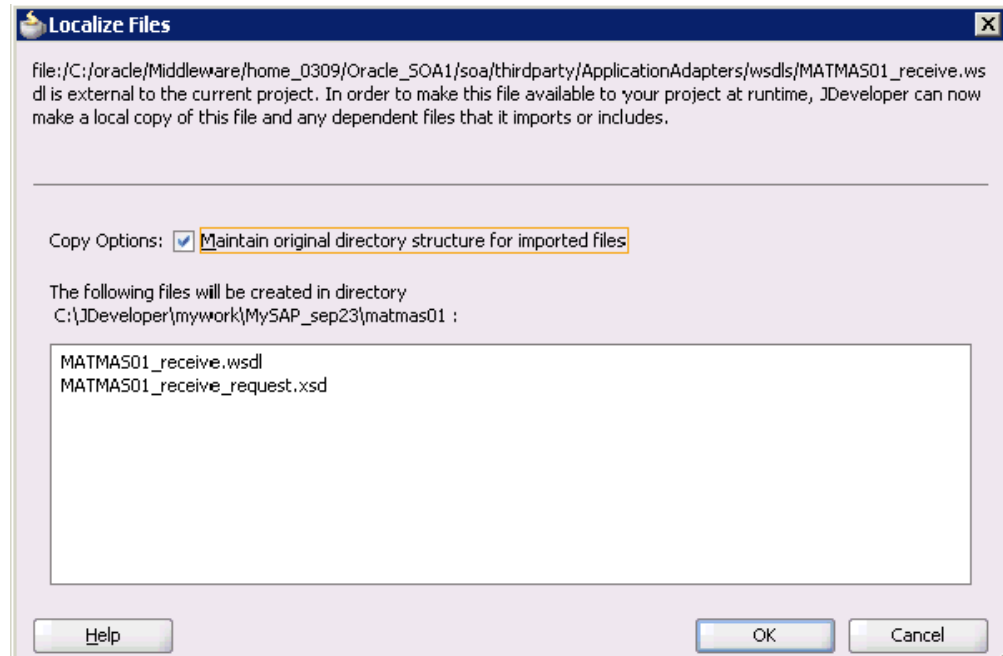 Localize Files
file:/C:/oracle/Middleware/home_0309/Oracle_SOA1/soa/thirdparty/ApplicationAdapters/wsdls/MATMAS01_receive.ws
dl is external to the current project. In order to make this file available to your project at runtime, JDeveloper can now
make a local copy of this file and any dependent files that it imports or includes.
Copy Options: Maintain original directory structure for imported files
The following files will be created in directory
C:\JDeveloper\mywork\MySAP_sep23\matmas01 :
MATMAS01_receive.wsdl
MATMAS01_receive_request.xsd
Help OK Cancel